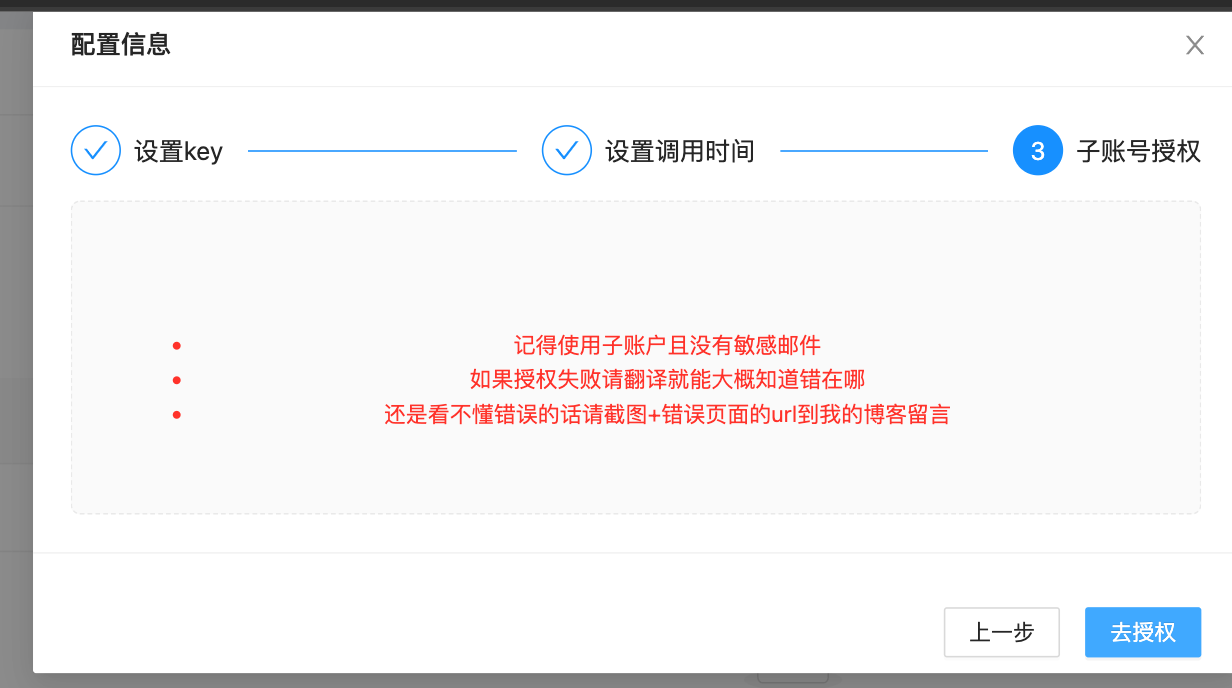 配置信息
设置key
设置调用时间
3 子账号授权
记得使用子账户且没有敏感邮件
如果授权失败请翻译就能大概知道错在哪
还是看不懂错误的话请截图+错误页面的url到我的博客留言
上一步
去授权